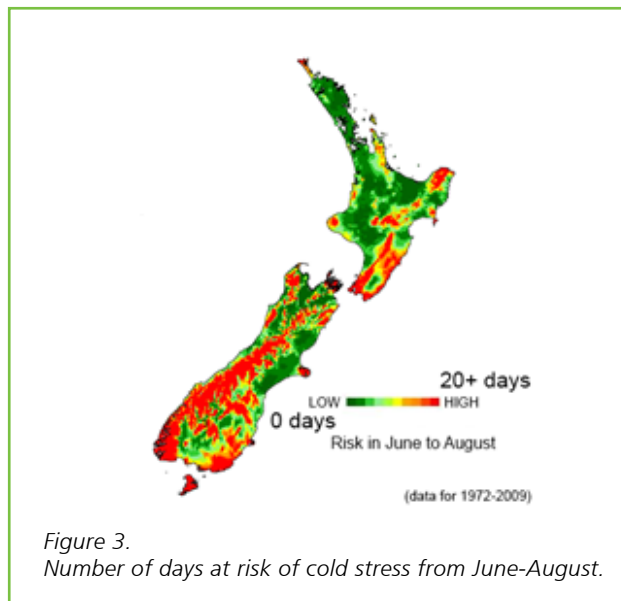 20+ days
LOW HIGH
0 days
Risk in June to August
(data for 1972-2009)
Figure 3.
Number of days at risk of cold stress from June-August.